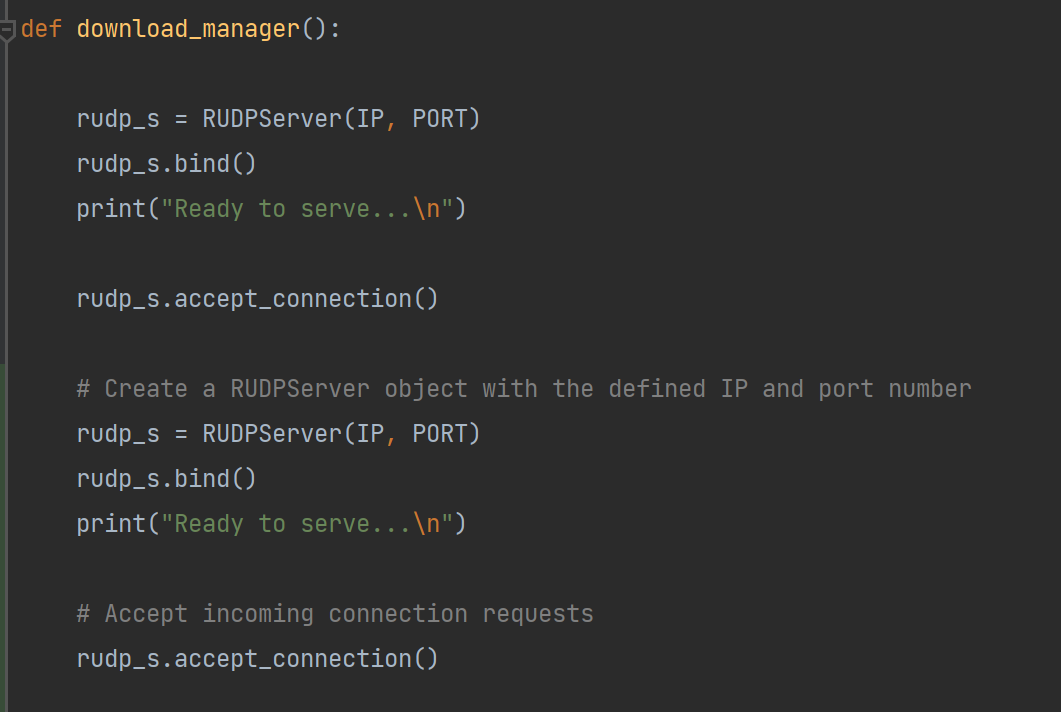 def download_manager():
rudp_s = RUDPServer(IP, PORT)
rudp_s.bind()
print("Ready to serve...\n")
rudp_s.accept_connection()
# Create a RUDPServer object with the defined IP and port number
rudp_s = RUDPServer(IP, PORT)
rudp_s.bind()
print("Ready to serve...\n")
# Accept incoming connection requests
rudp_s.accept_connection()